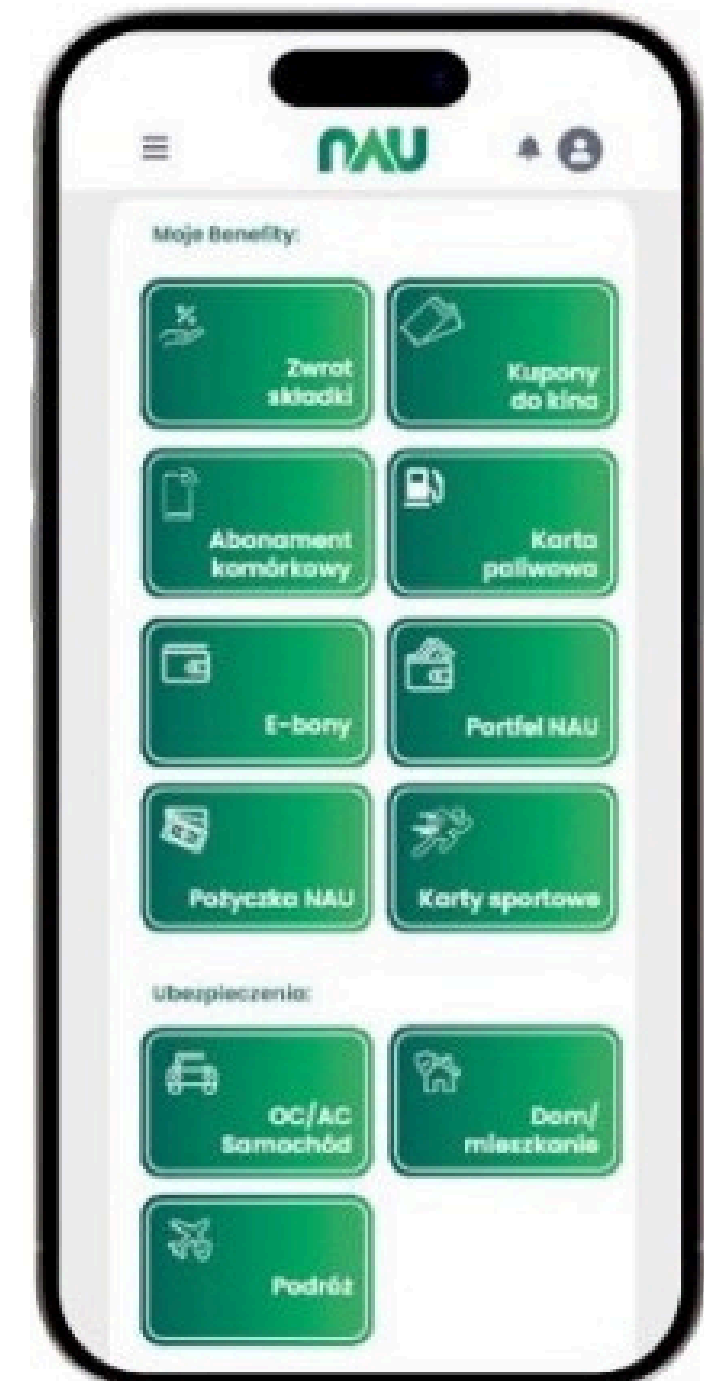 NAU
Moje Benefity:
Zwrot
składki
Kupony
do kina
Abonament
komórkowy
Karta
paliwowa
E-bony
Portfel NAU
Pożyczka NAU
Karty sportowe
Ubezpieczenia:
OC/AC
Samochód
Dom/
mieszkanie
Podróż